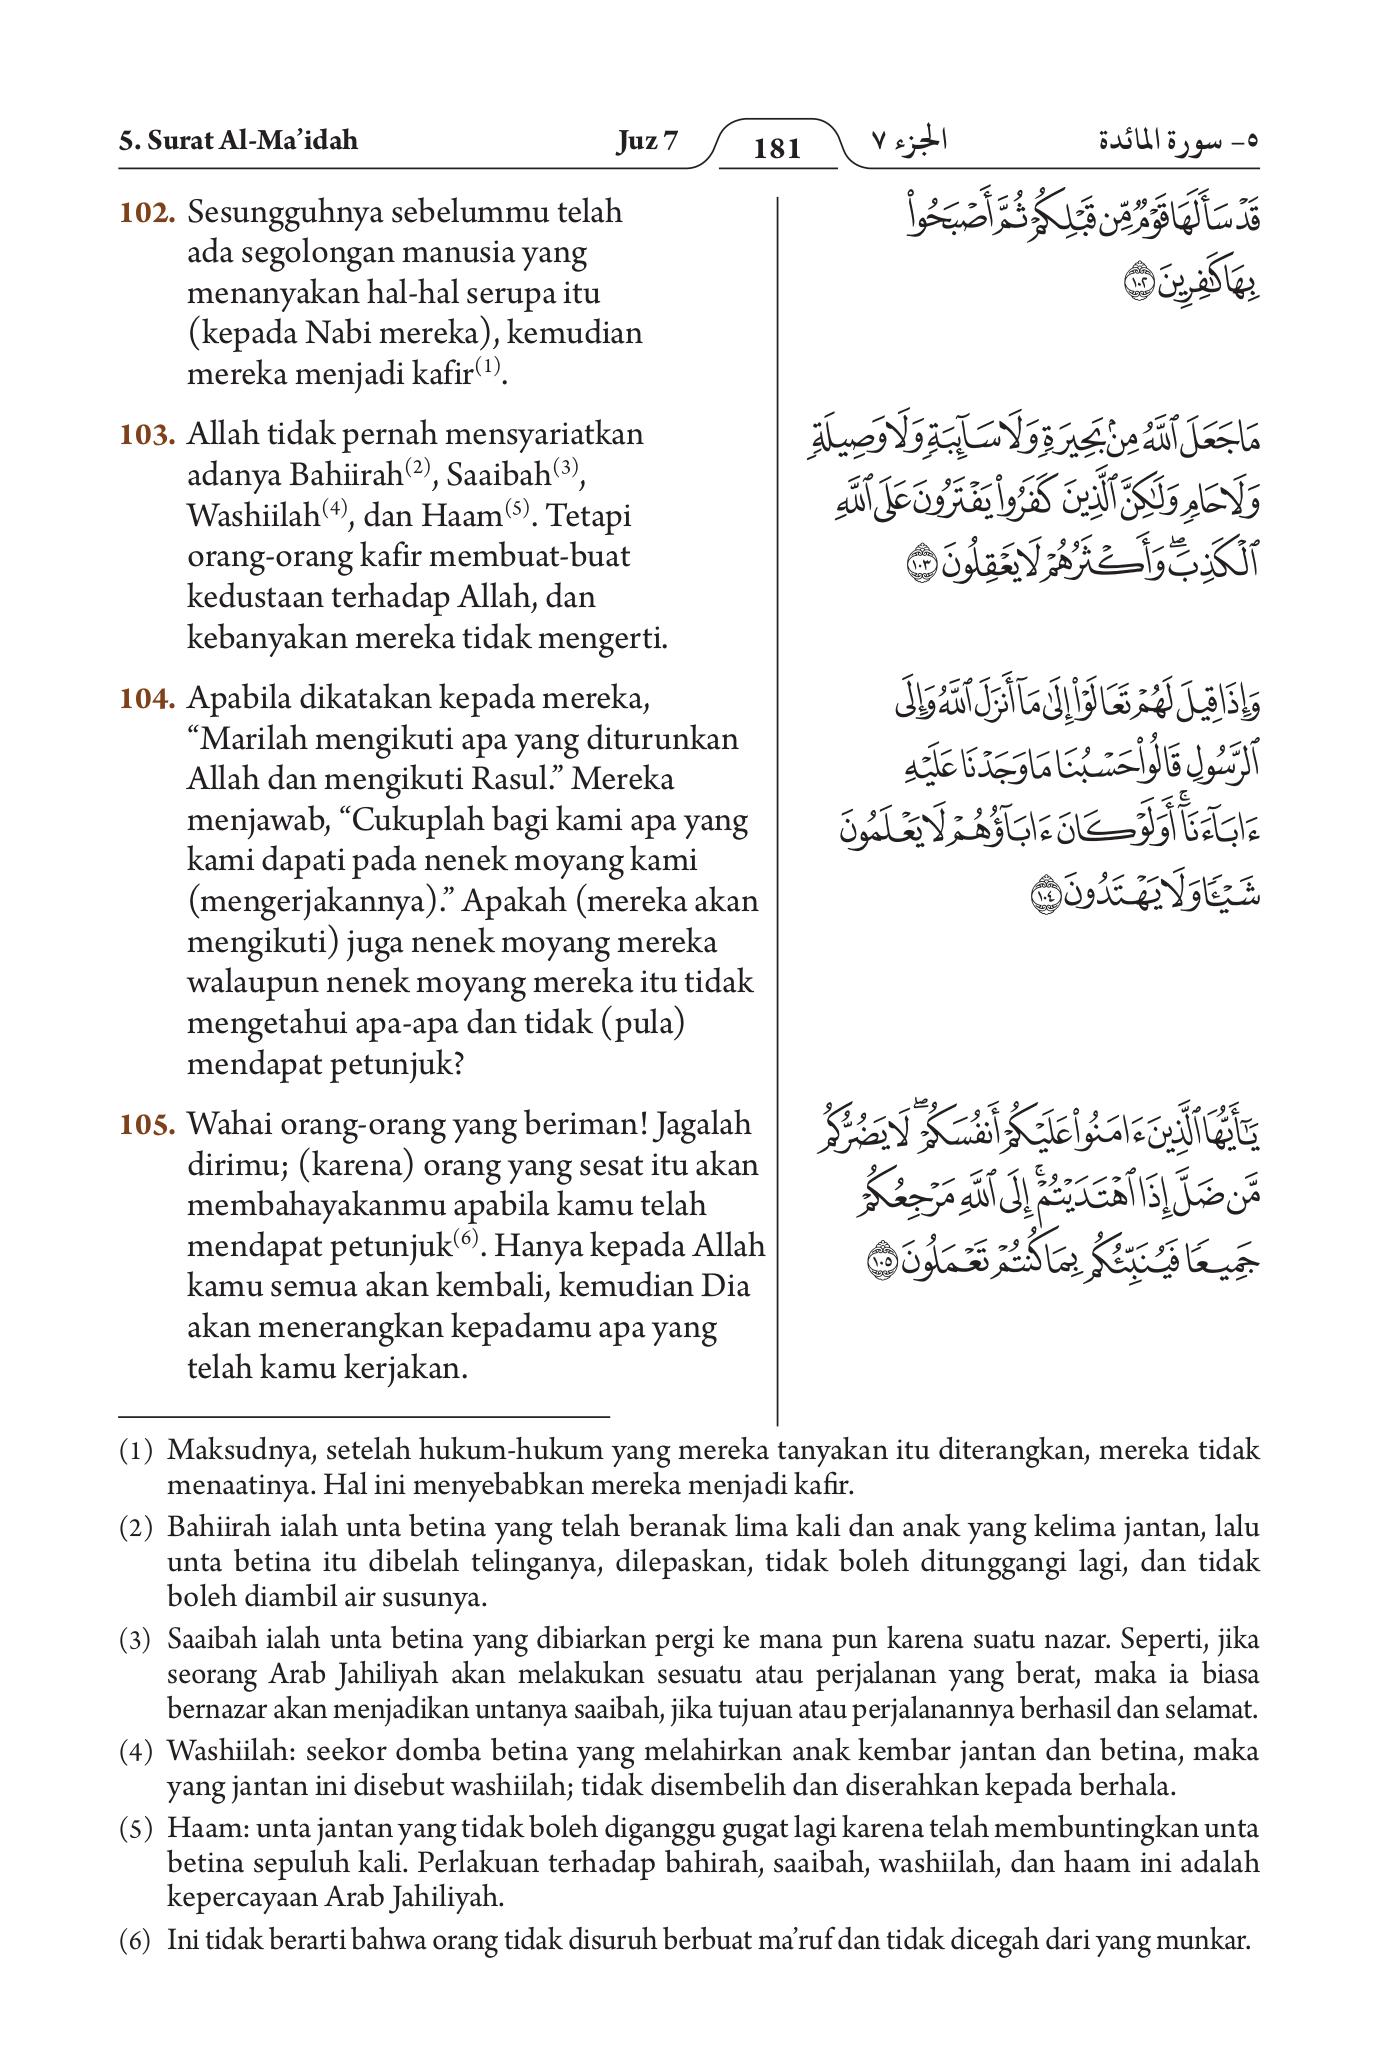 5. Surat Al-Ma’idah
Juz 7
181
الجزء ٧
٥- سورة المائدة
102. Sesungguhnya sebelummu telah
ada segolongan manusia yang
menanyakan hal-hal serupa itu
(kepada Nabi mereka), kemudian
mereka menjadi kafir(1).
103. Allah tidak pernah mensyariatkan
adanya Bahiirah(2), Saaibah(3),
Washiilah(4), dan Haam(5). Tetapi
orang-orang kafir membuat-buat
kedustaan terhadap Allah, dan
kebanyakan mereka tidak mengerti.
104. Apabila dikatakan kepada mereka,
“Marilah mengikuti apa yang diturunkan
Allah dan mengikuti Rasul.” Mereka
menjawab, “Cukuplah bagi kami apa yang
kami dapati pada nenek moyang kami
(mengerjakannya).” Apakah (mereka akan
mengikuti) juga nenek moyang mereka
walaupun nenek moyang mereka itu tidak
mengetahui apa-apa dan tidak (pula)
mendapat petunjuk?
105. Wahai orang-orang yang beriman! Jagalah
dirimu; (karena) orang yang sesat itu akan
membahayakanmu apabila kamu telah
mendapat petunjuk(6). Hanya kepada Allah
kamu semua akan kembali, kemudian Dia
akan menerangkan kepadamu apa yang
telah kamu kerjakan.
قَدْ سَأَلَهَا قَوْمٌ مِّن قَبْلِكُمْ ثُمَّ أَصْبَحُوا۟
بِهَا كَٰفِرِينَ ١٠٢
مَا جَعَلَ ٱللَّهُ مِنۢ بَحِيرَةٍ وَلَا سَآئِبَةٍ وَلَا وَصِيلَةٍ
وَلَا حَامٍ وَلَٰكِنَّ ٱلَّذِينَ كَفَرُوا۟ يَفْتَرُونَ عَلَى ٱللَّهِ
ٱلْكَذِبَ ۖ وَأَكْثَرُهُمْ لَا يَعْقِلُونَ ١٠٣
وَإِذَا قِيلَ لَهُمْ تَعَالَوْا۟ إِلَىٰ مَآ أَنزَلَ ٱللَّهُ وَإِلَى
ٱلرَّسُولِ قَالُوا۟ حَسْبُنَا مَا وَجَدْنَا عَلَيْهِ
ءَابَآءَنَآ ۚ أَوَلَوْ كَانَ ءَابَآؤُهُمْ لَا يَعْلَمُونَ
شَيْـًٔا وَلَا يَهْتَدُونَ ١٠٤
يَٰٓأَيُّهَا ٱلَّذِينَ ءَامَنُوا۟ عَلَيْكُمْ أَنفُسَكُمْ ۖ لَا يَضُرُّكُم
مَّن ضَلَّ إِذَا ٱهْتَدَيْتُمْ ۚ إِلَى ٱللَّهِ مَرْجِعُكُمْ
جَمِيعًا فَيُنَبِّئُكُم بِمَا كُنتُمْ تَعْمَلُونَ ١٠٥
(1) Maksudnya, setelah hukum-hukum yang mereka tanyakan itu diterangkan, mereka tidak
menaatinya. Hal ini menyebabkan mereka menjadi kafir.
(2) Bahiirah ialah unta betina yang telah beranak lima kali dan anak yang kelima jantan, lalu
unta betina itu dibelah telinganya, dilepaskan, tidak boleh ditunggangi lagi, dan tidak
boleh diambil air susunya.
(3) Saaibah ialah unta betina yang dibiarkan pergi ke mana pun karena suatu nazar. Seperti, jika
seorang Arab Jahiliyah akan melakukan sesuatu atau perjalanan yang berat, maka ia biasa
bernazar akan menjadikan untanya saaibah, jika tujuan atau perjalanannya berhasil dan selamat.
(4) Washiilah: seekor domba betina yang melahirkan anak kembar jantan dan betina, maka
yang jantan ini disebut washiilah; tidak disembelih dan diserahkan kepada berhala.
(5) Haam: unta jantan yang tidak boleh diganggu gugat lagi karena telah membuntingkan unta
betina sepuluh kali. Perlakuan terhadap bahirah, saaibah, washiilah, dan haam ini adalah
kepercayaan Arab Jahiliyah.
(6) Ini tidak berarti bahwa orang tidak disuruh berbuat ma’ruf dan tidak dicegah dari yang munkar.